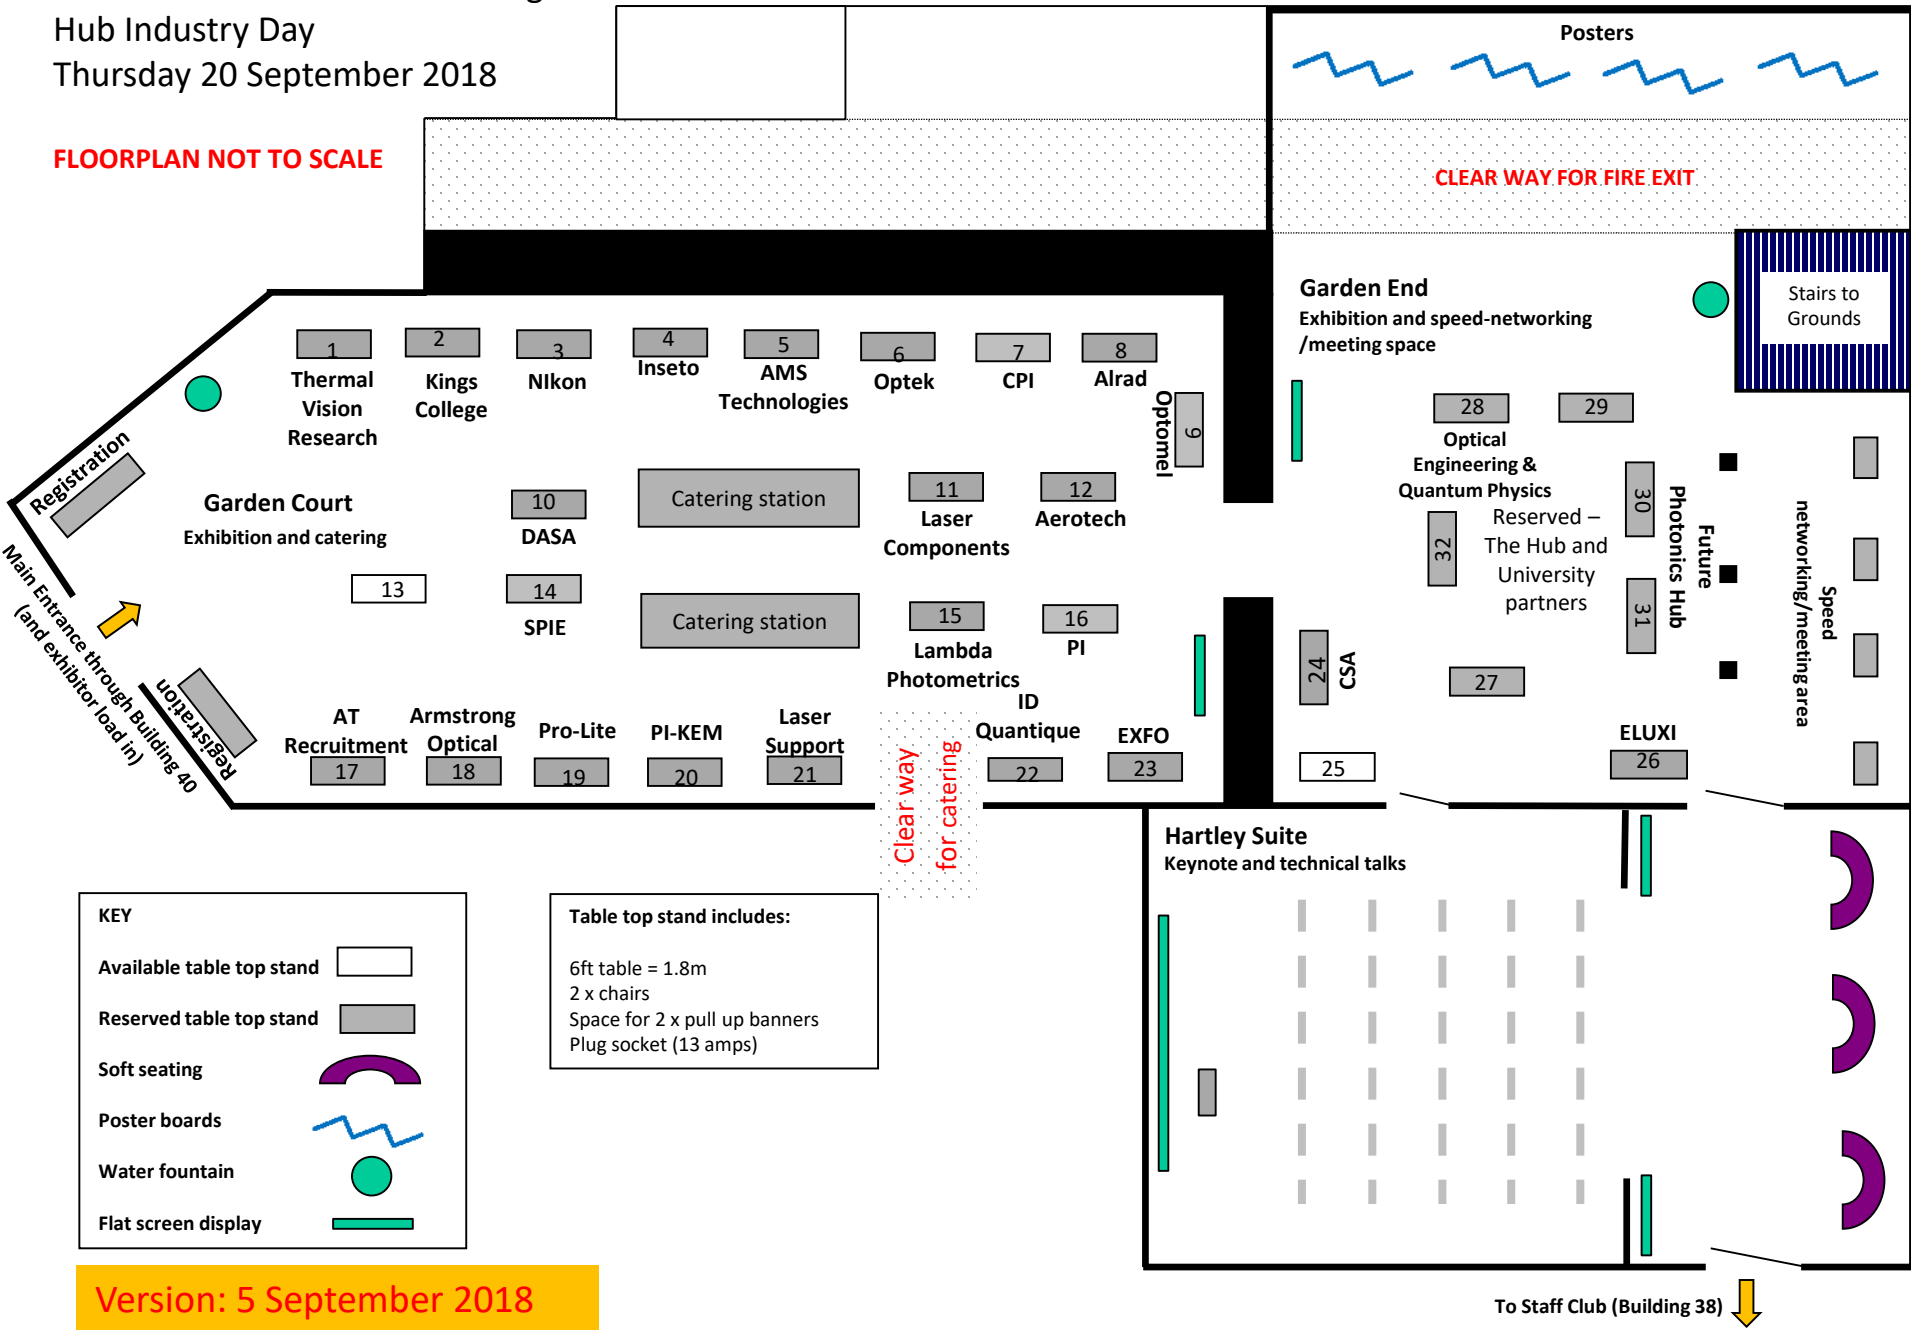 Hub Industry Day
Thursday 20 September 2018
FLOORPLAN NOT TO SCALE
Posters
CLEAR WAY FOR FIRE EXIT
Stairs to
Grounds
Garden End
Exhibition and speed-networking
/meeting space
1
Thermal
Vision
Research
2
Kings
College
3
NIkon
4
Inseto
5
AMS
Technologies
6
Optek
7
CPI
8
Alrad
9
Optomel
Registration
Garden Court
Exhibition and catering
10
DASA
Catering station
11
Laser
Components
12
Aerotech
13
14
SPIE
Catering station
15
Lambda
Photometrics
16
PI
Main Entrance through Building 40
(and exhibitor load in)
Registration
AT
Recruitment
17
Armstrong
Optical
18
Pro-Lite
19
PI-KEM
20
Laser
Support
21
Clear way
for catering
ID
Quantique
22
EXFO
23
28
Optical
Engineering &
Quantum Physics
29
Reserved –
The Hub and
University
partners
30
31
32
Future
Photonics Hub
Speed
networking/meeting area
24
CSA
27
25
ELUXI
26
Hartley Suite
Keynote and technical talks
KEY
Available table top stand
Reserved table top stand
Soft seating
Poster boards
Water fountain
Flat screen display
Table top stand includes:
6ft table = 1.8m
2 x chairs
Space for 2 x pull up banners
Plug socket (13 amps)
Version: 5 September 2018
To Staff Club (Building 38)